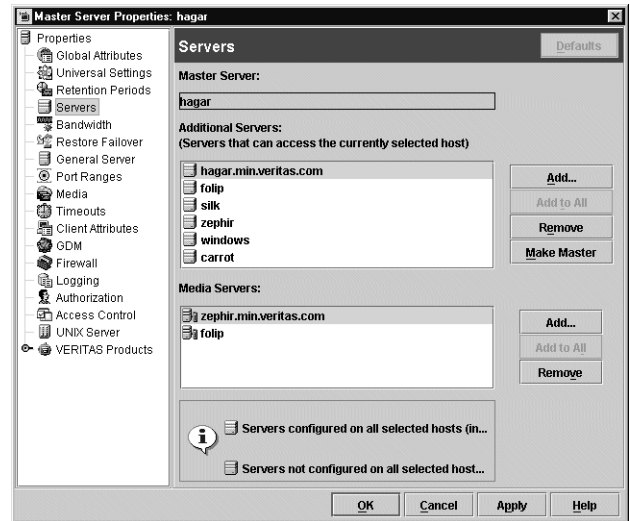 Master Server Properties: hagar
Properties
Global Attributes
Universal Settings
Retention Periods
Servers
Bandwidth
Restore Failover
General Server
Port Ranges
Media
Timeouts
Client Attributes
GDM
Firewall
Logging
Authorization
Access Control
UNIX Server
VERITAS Products
Servers
Defaults
Master Server:
hagar
Additional Servers:
(Servers that can access the currently selected host)
hagar.min.veritas.com
folip
silk
zephir
windows
carrot
Add...
Add to All
Remove
Make Master
Media Servers:
zephir.min.veritas.com
folip
Add...
Add to All
Remove
Servers configured on all selected hosts (in...
Servers not configured on all selected host...
OK
Cancel
Apply
Help